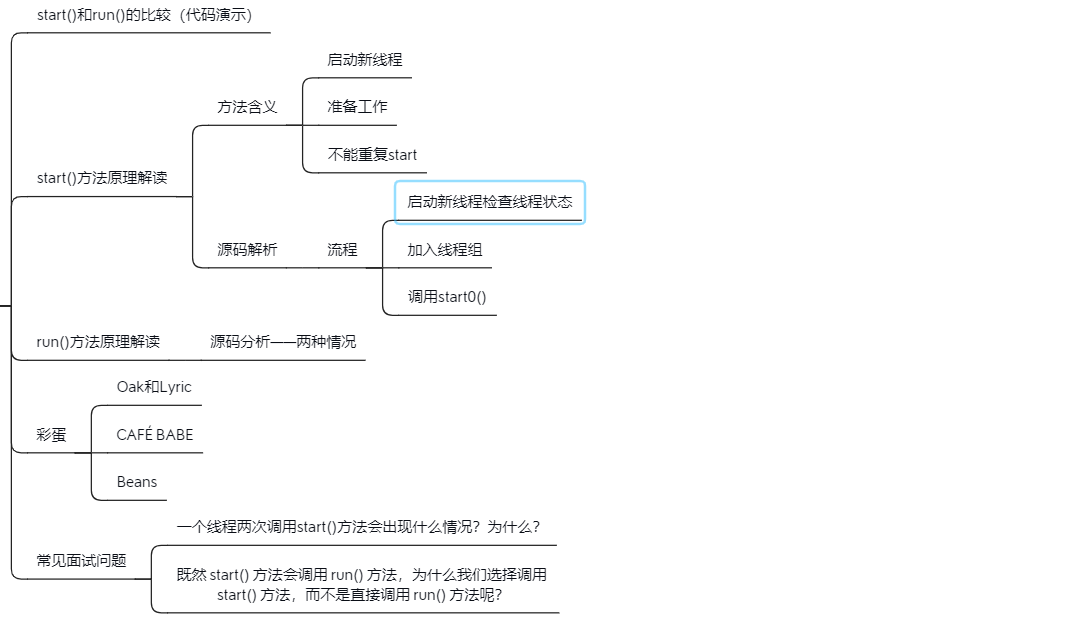 start()和run()的比较（代码演示）
启动新线程
方法含义
准备工作
不能重复start
start()方法原理解读
启动新线程检查线程状态
源码解析
流程
加入线程组
调用start0()
run()方法原理解读
源码分析——两种情况
Oak和Lyric
彩蛋
CAFÉ BABE
Beans
一个线程两次调用start()方法会出现什么情况？为什么？
常见面试问题
既然 start() 方法会调用 run() 方法，为什么我们选择调用
start() 方法，而不是直接调用 run() 方法呢？